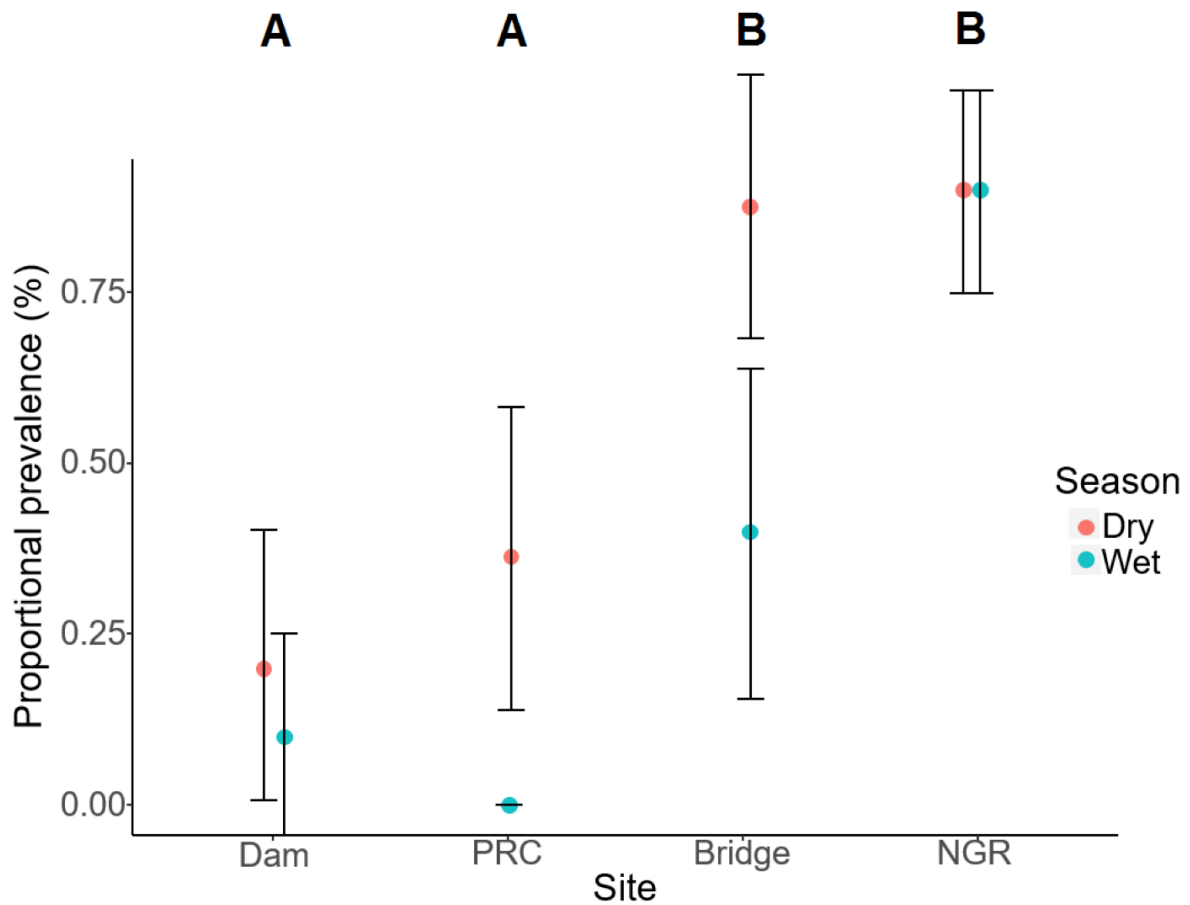 A A B B
Proportional prevalence (%)
0.75
0.50
0.25
0.00
Season
Dry
Wet
Dam PRC Bridge NGR
Site